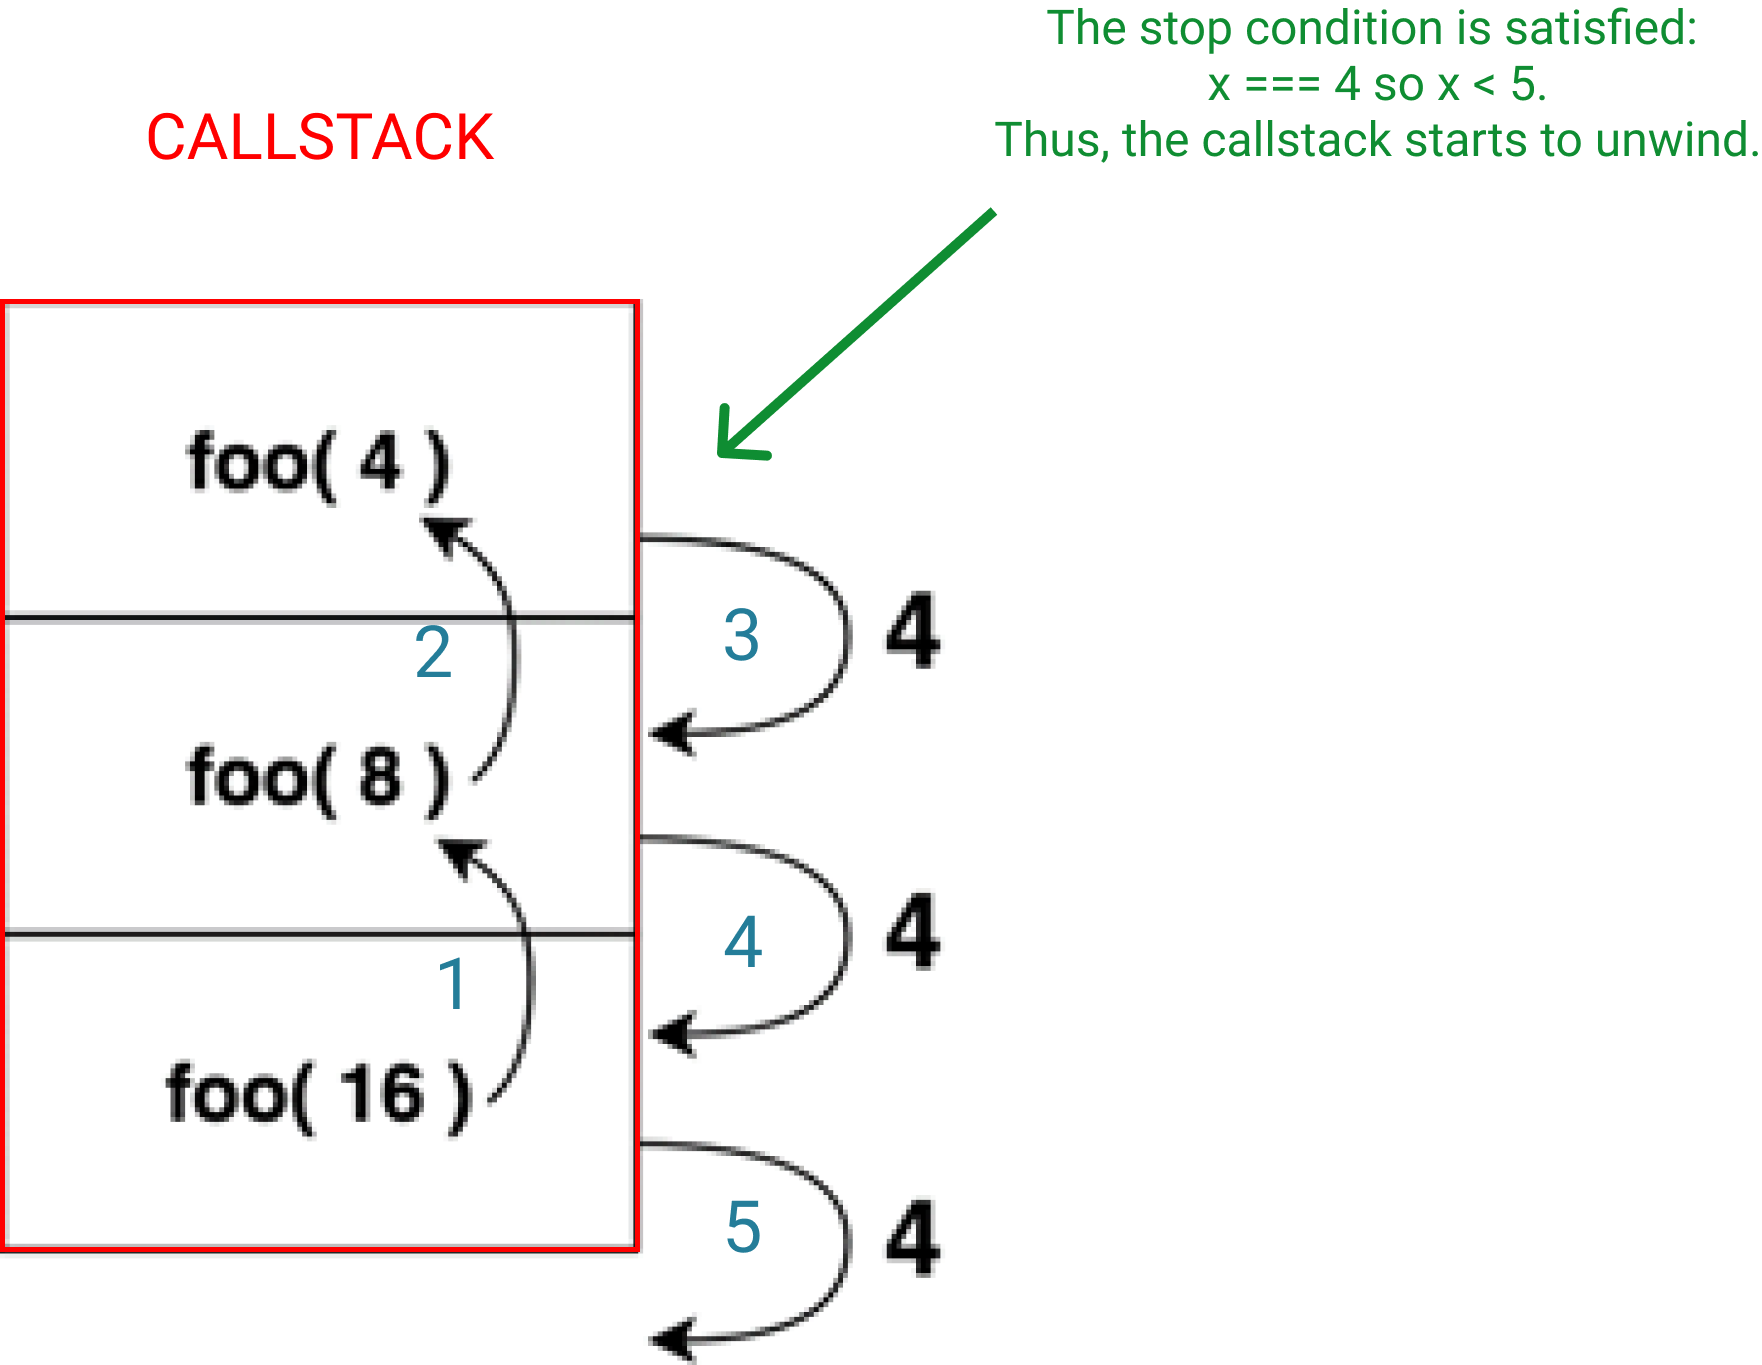 The stop condition is satisfied:
x === 4 so x < 5.
Thus, the callstack starts to unwind.
CALLSTACK
foo( 4 )
3
4
2
foo( 8 )
4
4
1
foo( 16 )
5
4